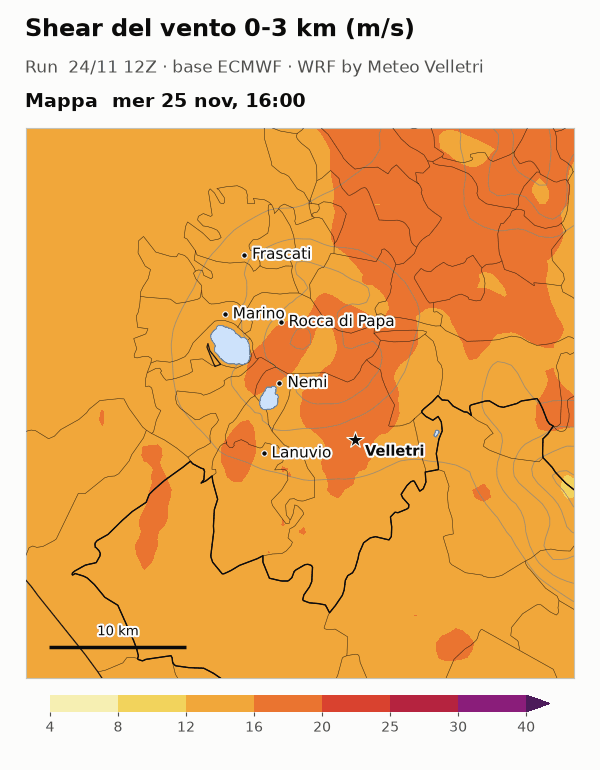 Shear del vento 0-3 km (m/s)
Run  24/11 12Z · base ECMWF · WRF by Meteo Velletri
Mappa  mer 25 nov, 16:00
Frascati
Marino
Rocca di Papa
Nemi
Velletri
Lanuvio
10 km
4 8 12 16 20 25 30 40